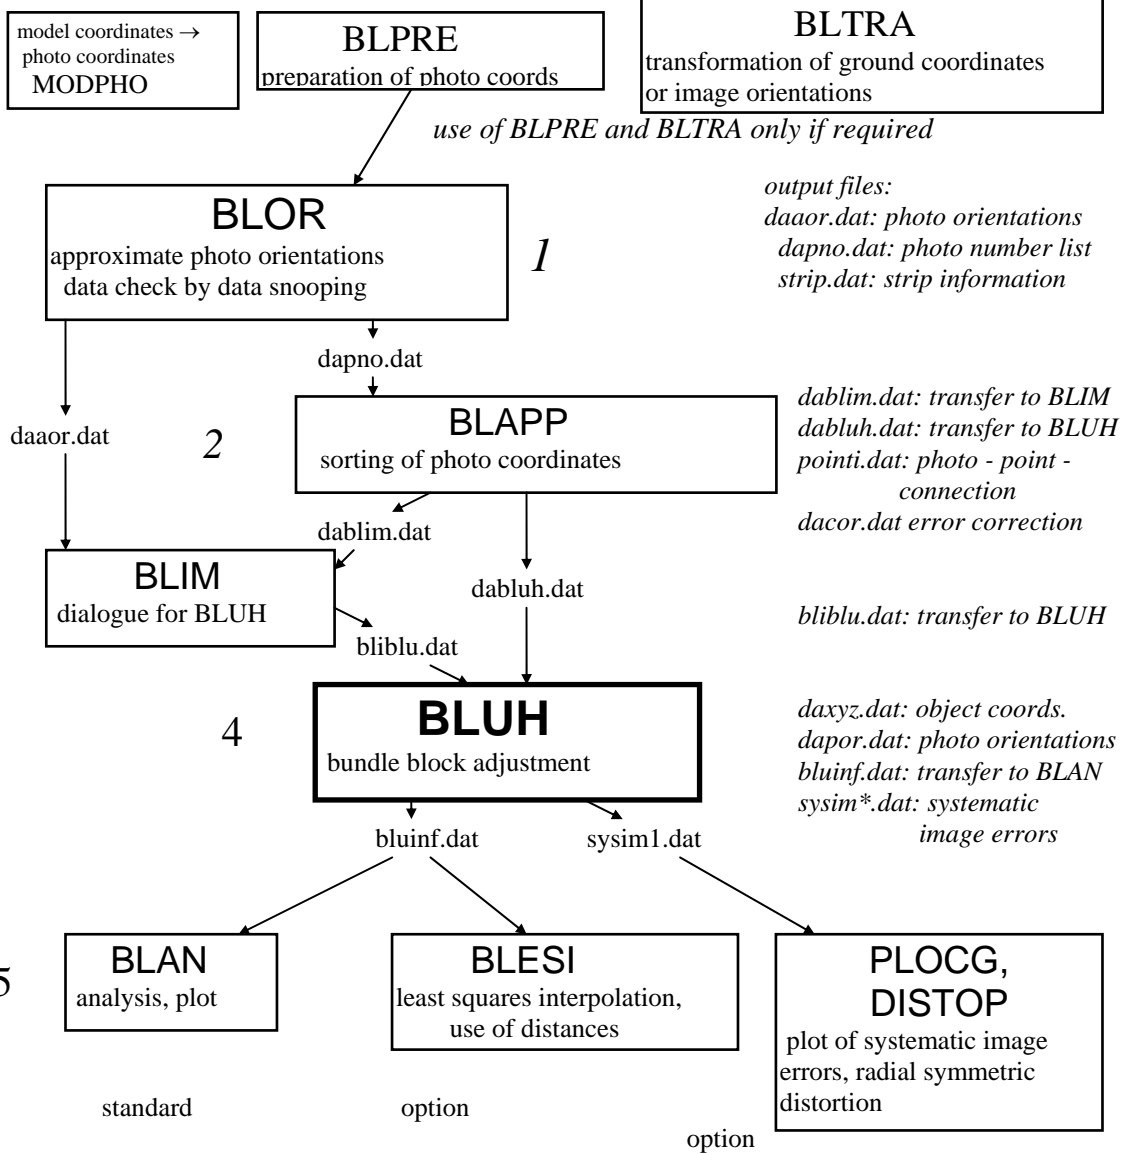 model coordinates →
photo coordinates
MODPHO
BLPRE
preparation of photo coords
BLTRA
transformation of ground coordinates
or image orientations
use of BLPRE and BLTRA only if required
BLOR
approximate photo orientations
data check by data snooping
1
output files:
daaor.dat: photo orientations
dapno.dat: photo number list
strip.dat: strip information
dapno.dat
daaor.dat
2
BLAPP
sorting of photo coordinates
dablim.dat: transfer to BLIM
dabluh.dat: transfer to BLUH
pointi.dat: photo - point -
connection
dacor.dat error correction
dablim.dat
BLIM
dialogue for BLUH
dabluh.dat
bliblu.dat
bliblu.dat: transfer to BLUH
4
BLUH
bundle block adjustment
daxyz.dat: object coords.
dapor.dat: photo orientations
bluinf.dat: transfer to BLAN
sysim*.dat: systematic
image errors
bluinf.dat
sysim1.dat
5
BLAN
analysis, plot
BLESI
least squares interpolation,
use of distances
PLOCG,
DISTOP
plot of systematic image
errors, radial symmetric
distortion
standard
option
option